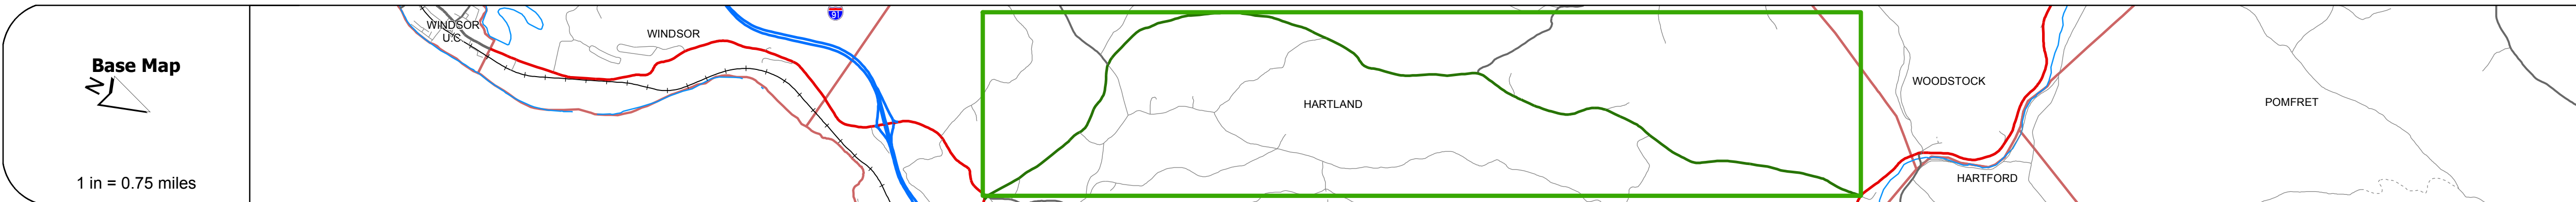 Base Map
N
1 in = 0.75 miles
WINDSOR
U.C.
WINDSOR
91
HARTLAND
WOODSTOCK
HARTFORD
POMFRET